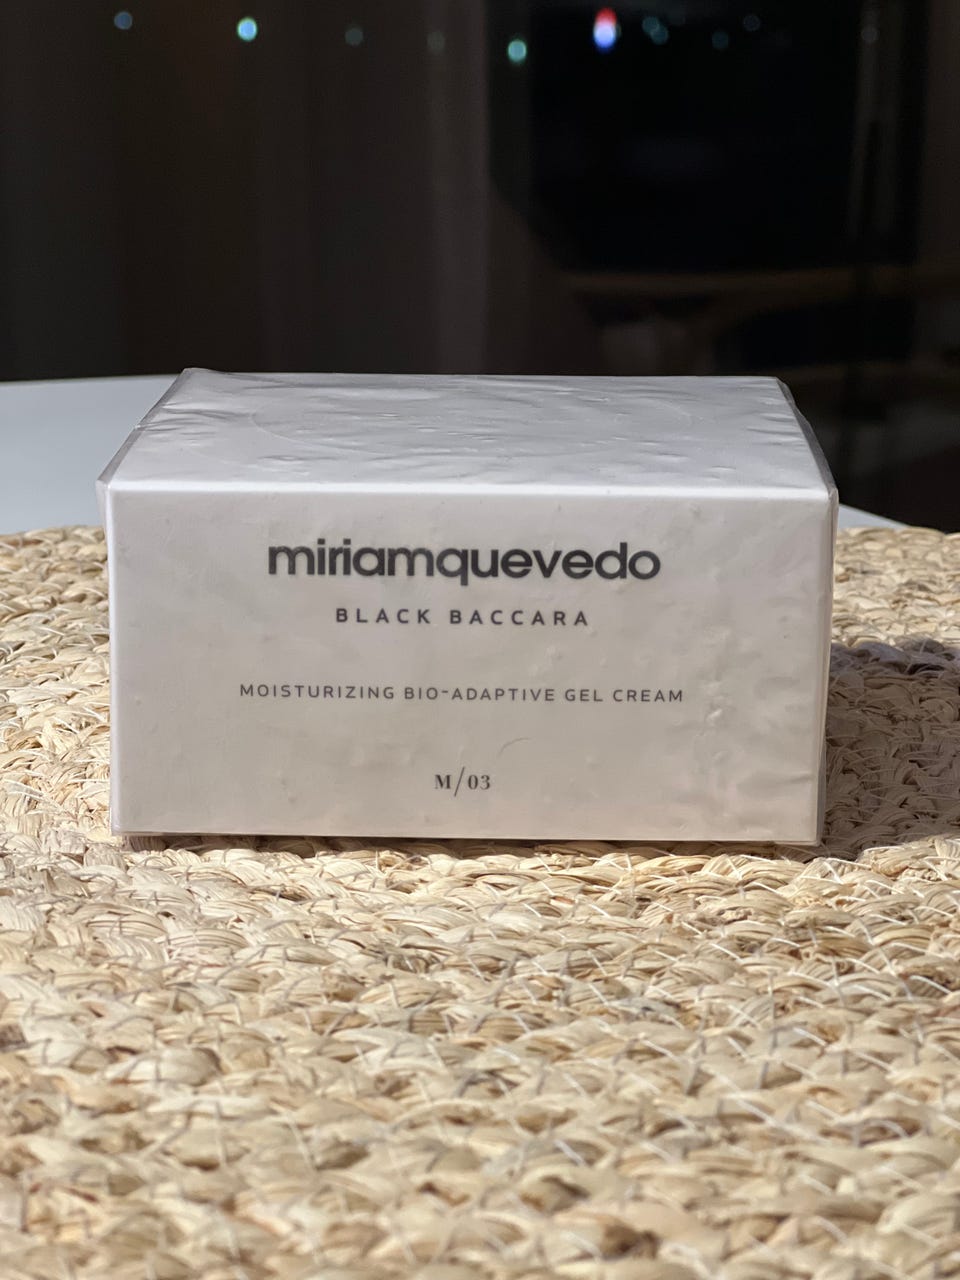 miriamquevedo
BLACK BACCARA
MOISTURIZING BIO-ADAPTIVE GEL CREAM
M/03